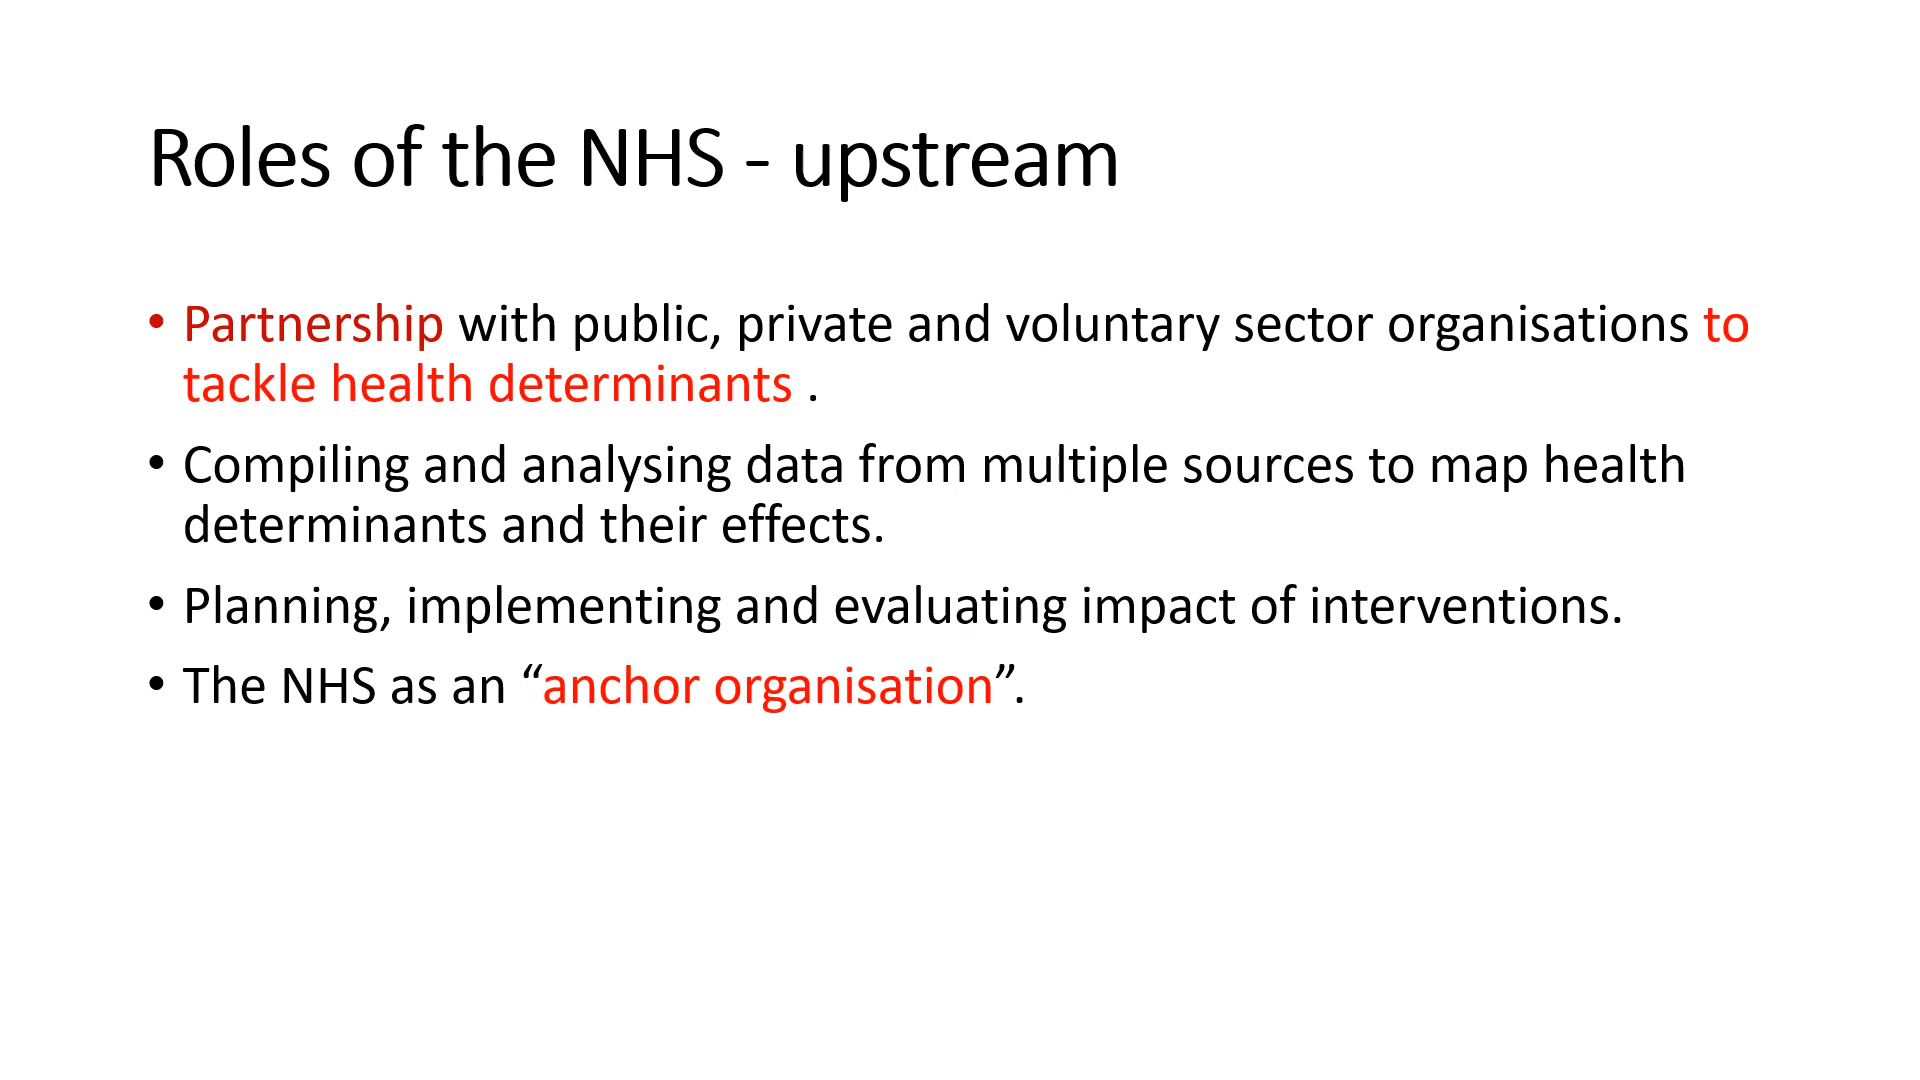 Roles of the NHS - upstream
• Partnership with public, private and voluntary sector organisations to
tackle health determinants .
• Compiling and analysing data from multiple sources to map health
determinants and their effects.
• Planning, implementing and evaluating impact of interventions.
• The NHS as an “anchor organisation”.